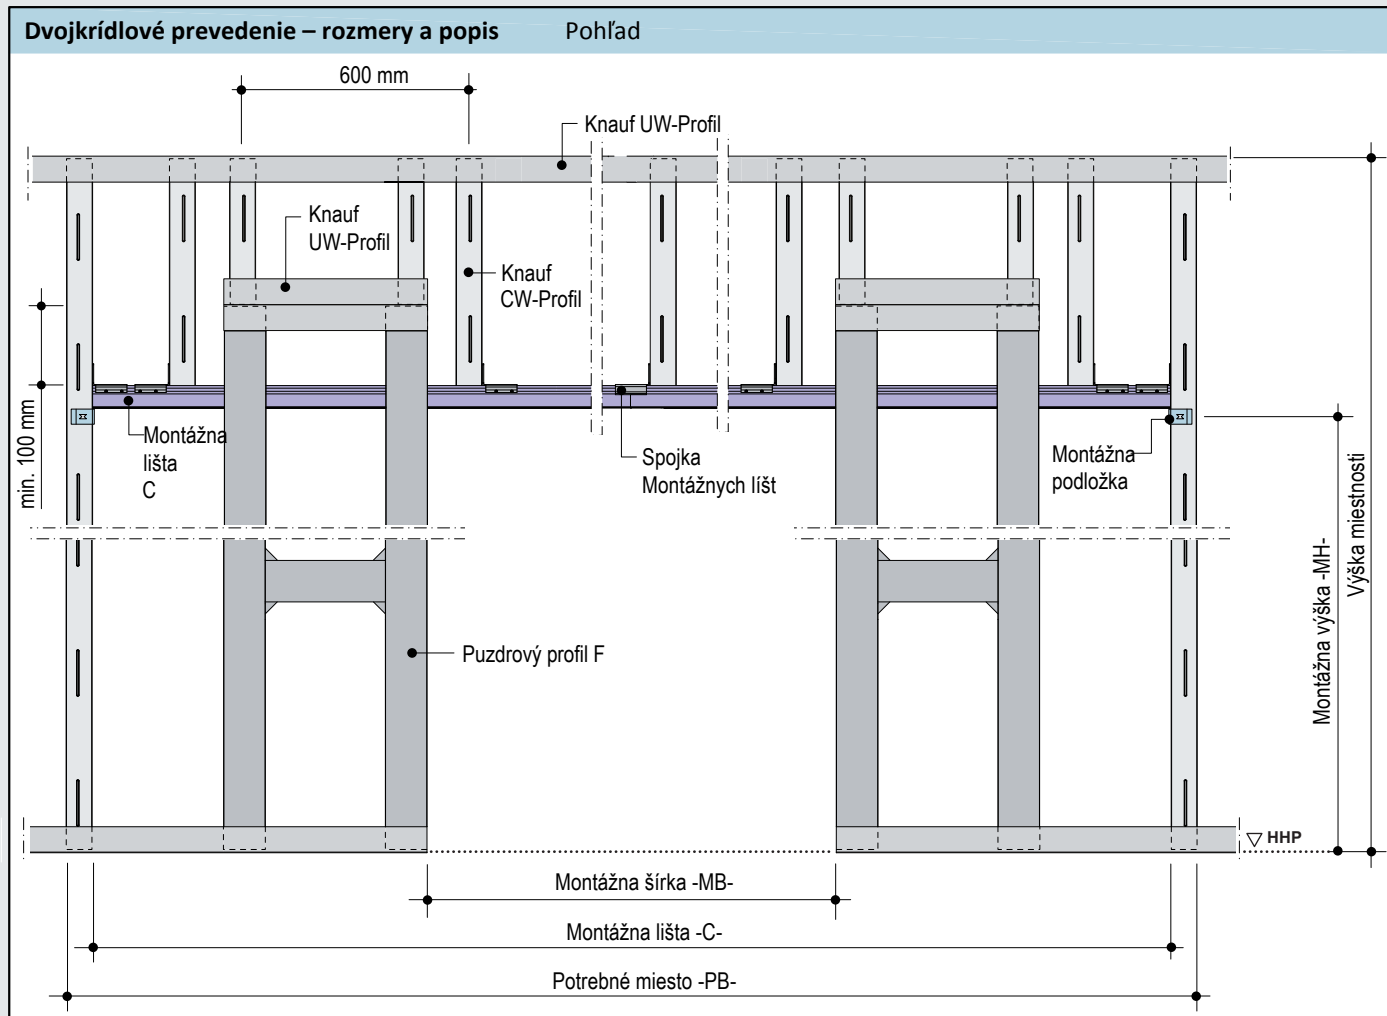 Dvojkrídlové prevedenie – rozmery a popis Pohľad
600 mm
Knauf UW-Profil
Knauf
UW-Profil
Knauf
CW-Profil
min. 100 mm
Montážna
lišta
C
Spojka
Montážnych líšt
Montážna
podložka
Montážna výška -MH-
Výška miestnosti
Puzdrový profil F
HHP
Montážna šírka -MB-
Montážna lišta -C-
Potrebné miesto -PB-